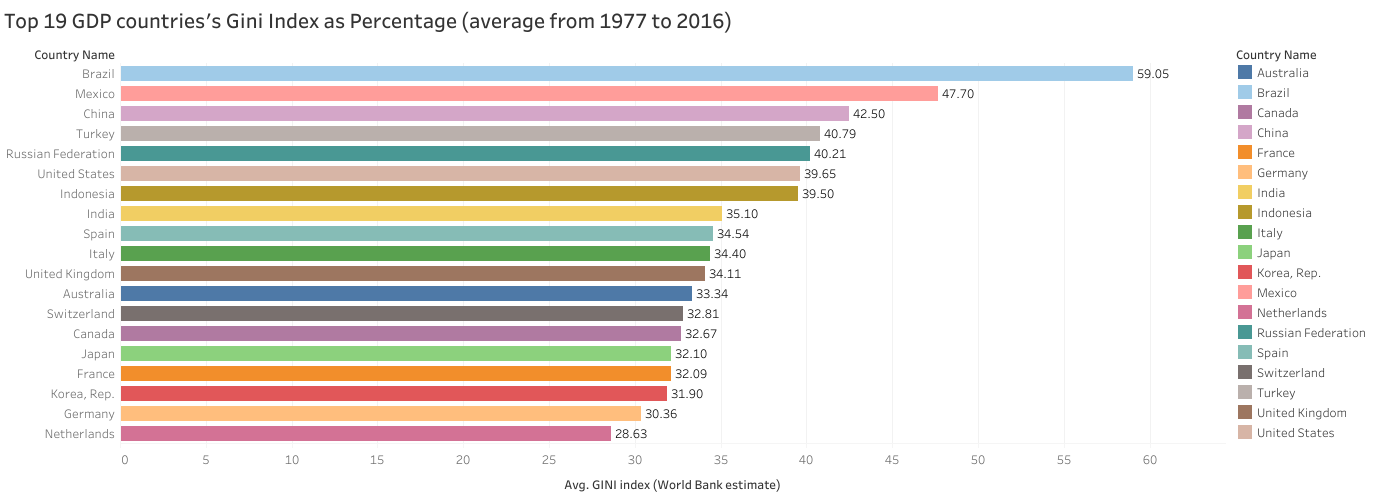 Top 19 GDP countries’s Gini Index as Percentage (average from 1977 to 2016)
Country Name
Brazil 59.05
Mexico 47.70
China 42.50
Turkey 40.79
Russian Federation 40.21
United States 39.65
Indonesia 39.50
India 35.10
Spain 34.54
Italy 34.40
United Kingdom 34.11
Australia 33.34
Switzerland 32.81
Canada 32.67
Japan 32.10
France 32.09
Korea, Rep. 31.90
Germany 30.36
Netherlands 28.63
0 5 10 15 20 25 30 35 40 45 50 55 60
Avg. GINI index (World Bank estimate)
Country Name
Australia
Brazil
Canada
China
France
Germany
India
Indonesia
Italy
Japan
Korea, Rep.
Mexico
Netherlands
Russian Federation
Spain
Switzerland
Turkey
United Kingdom
United States